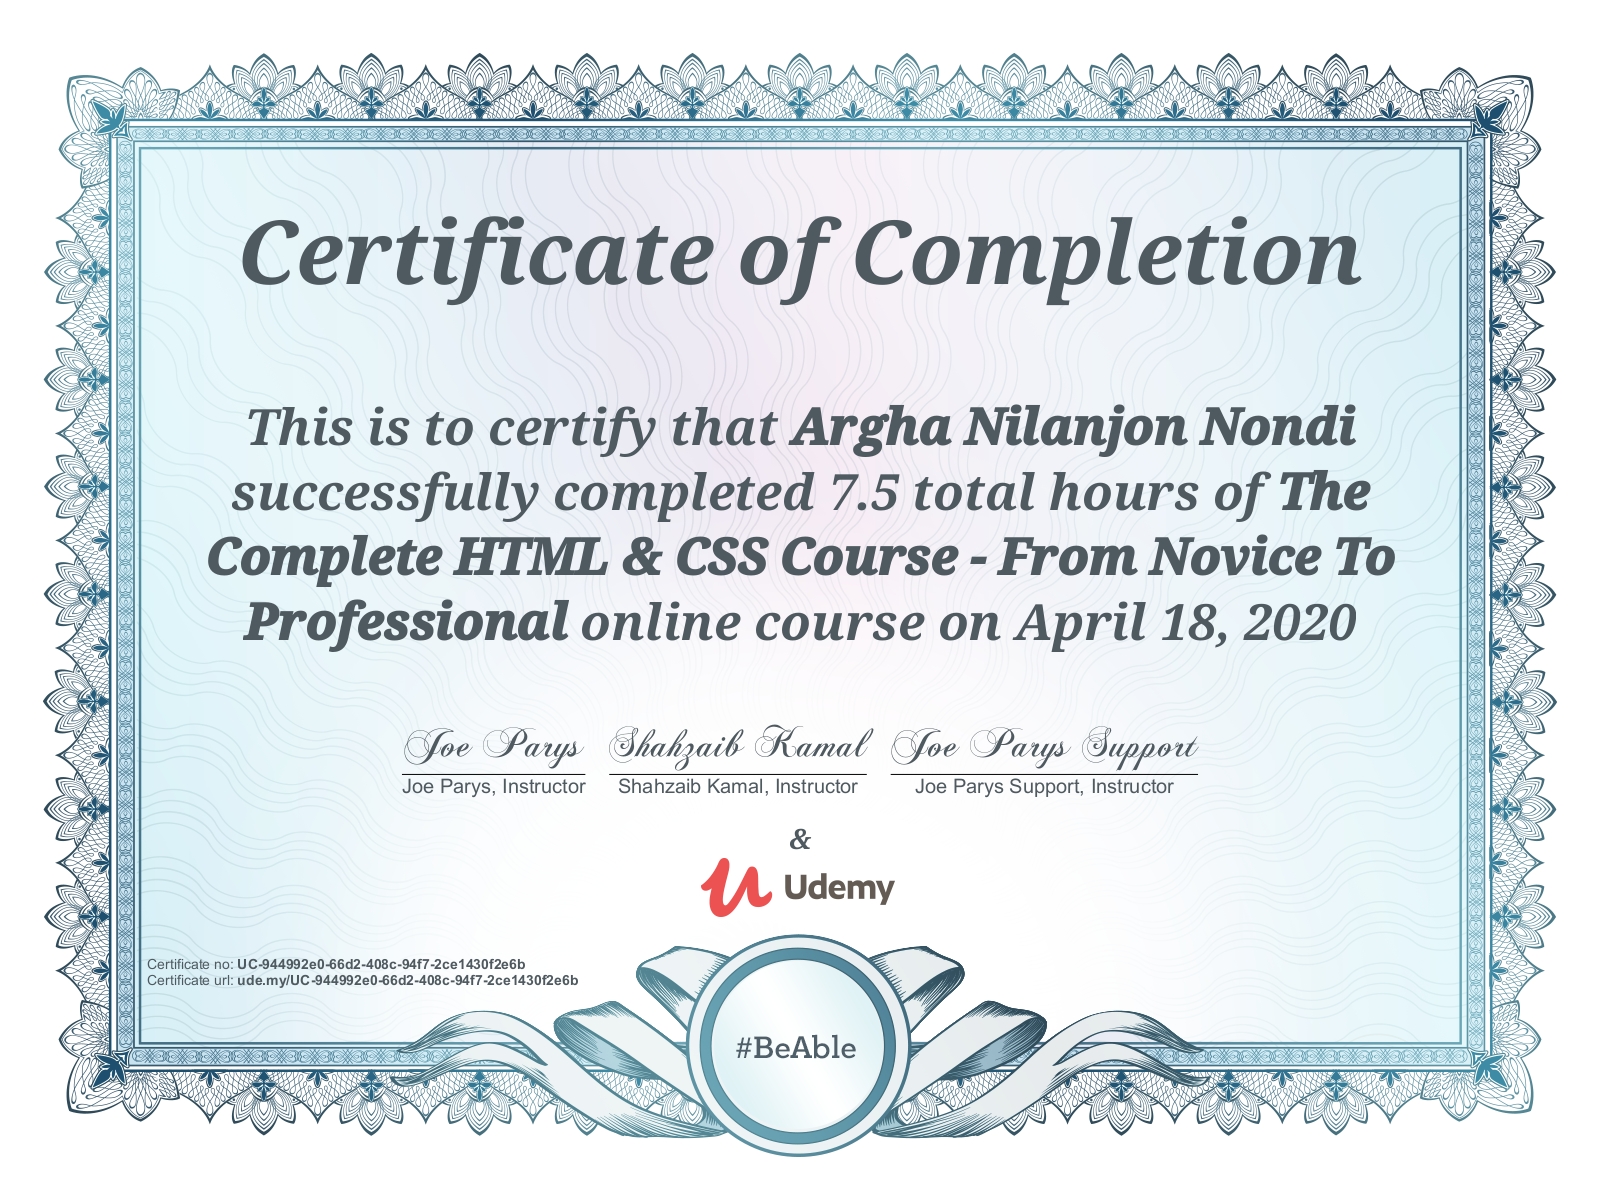 Certificate of Completion
This is to certify that Argha Nilanjon Nondi
successfully completed 7.5 total hours of The
Complete HTML & CSS Course - From Novice To
Professional online course on April 18, 2020
Joe Parys Shahzaib Kamal Joe Parys Support
Joe Parys, Instructor Shahzaib Kamal, Instructor Joe Parys Support, Instructor
&
Udemy
Certificate no: UC-944992e0-66d2-408c-94f7-2ce1430f2e6b
Certificate url: ude.my/UC-944992e0-66d2-408c-94f7-2ce1430f2e6b
#BeAble